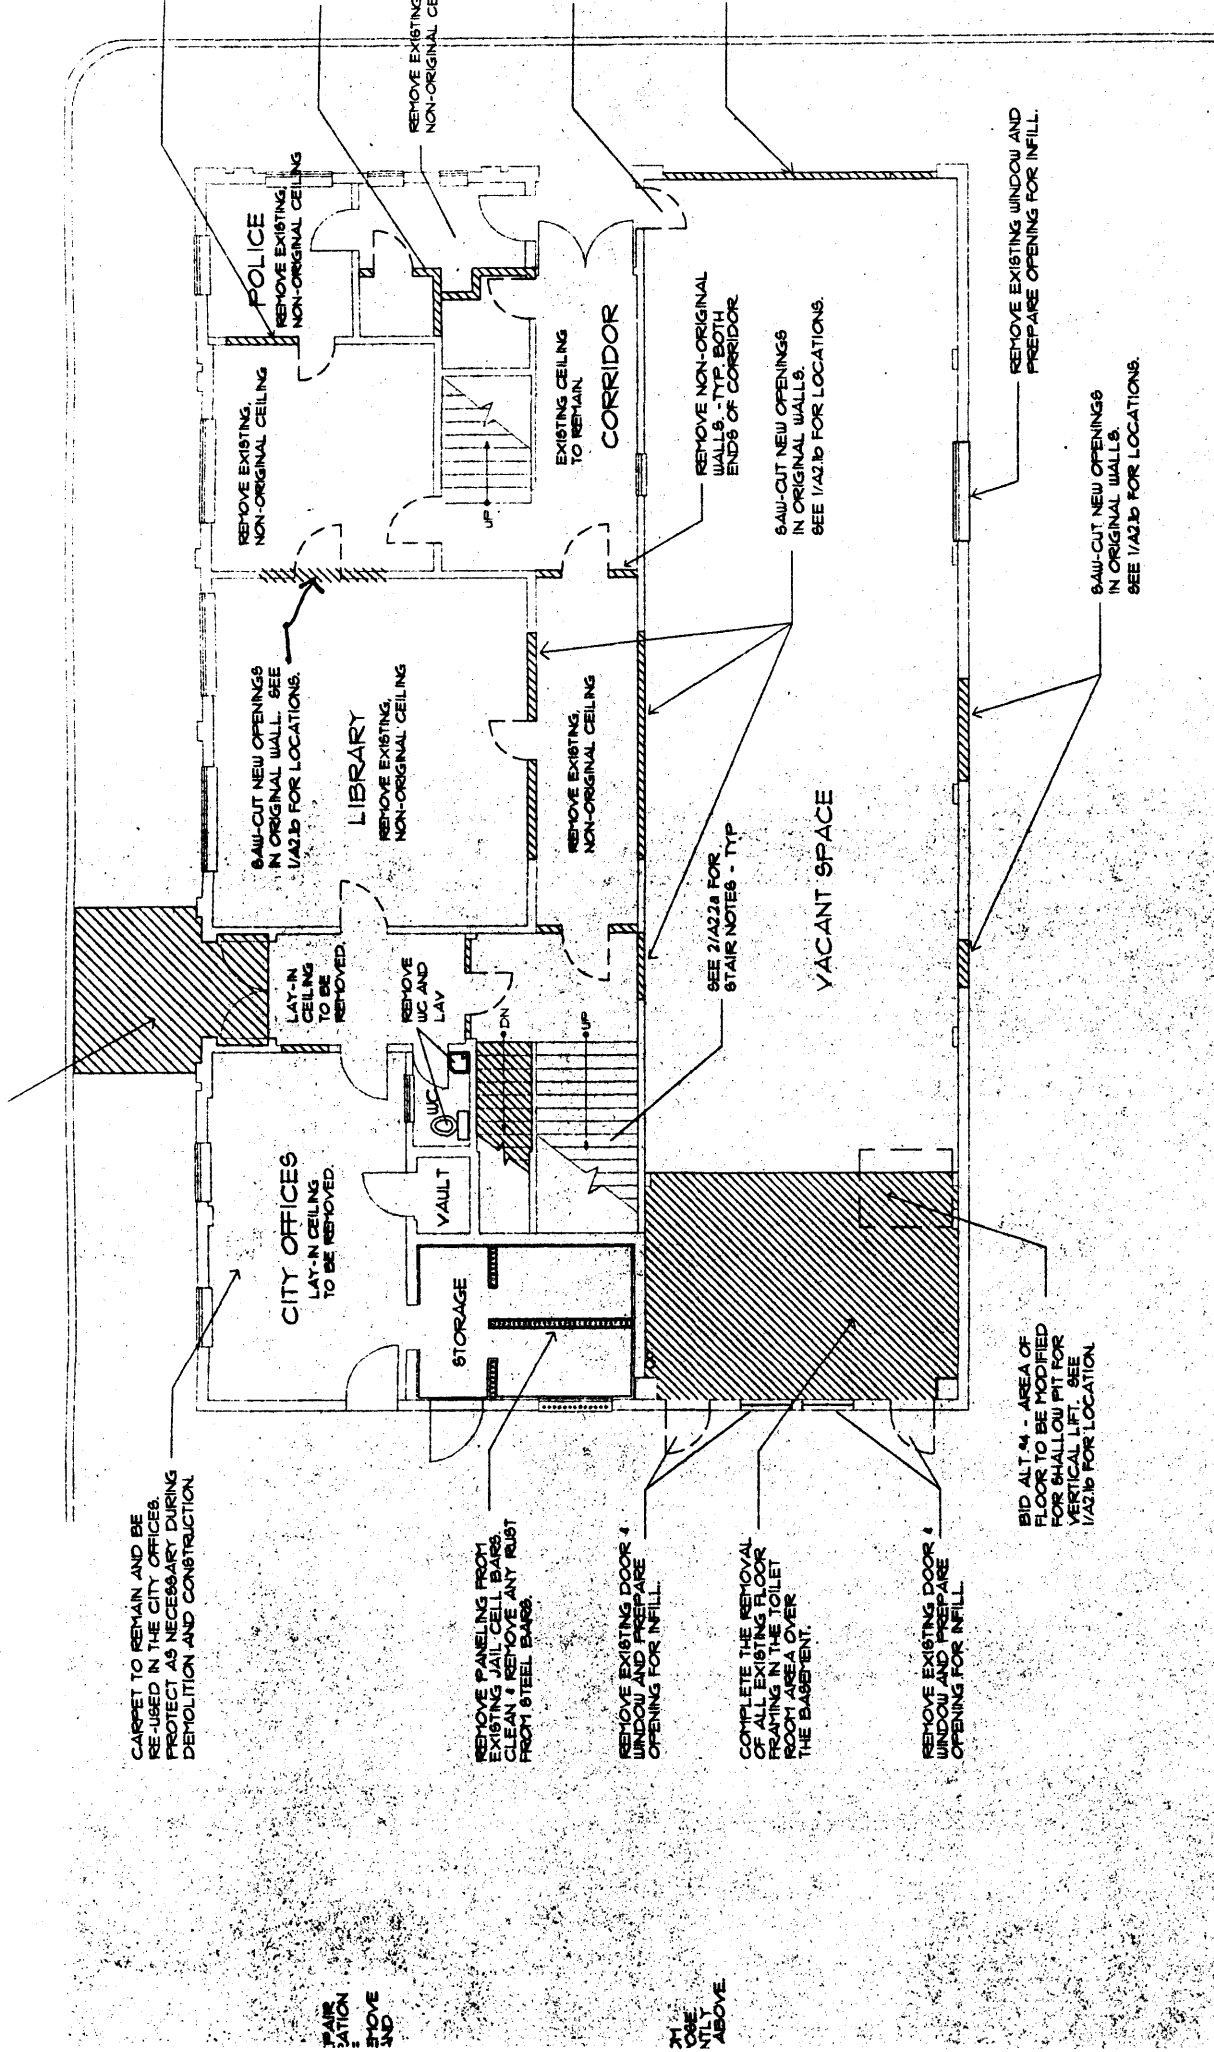 REMOVE EXISTING
NON-ORIGINAL CE
POLICE
REMOVE EXISTING,
NON-ORIGINAL CEILING
REMOVE EXISTING,
NON-ORIGINAL CEILING
UP
EXISTING CEILING
TO REMAIN.
CORRIDOR
REMOVE NON-ORIGINAL
WALLS. - TYP. BOTH
ENDS OF CORRIDOR
SAW-CUT NEW OPENINGS
IN ORIGINAL WALLS.
SEE 1/A2.1b FOR LOCATIONS.
REMOVE EXISTING WINDOW AND
PREPARE OPENING FOR INFILL.
SAW-CUT NEW OPENINGS
IN ORIGINAL WALLS.
SEE 1/A2.1b FOR LOCATIONS.
SAW-CUT NEW OPENINGS
IN ORIGINAL WALL. SEE
1/A2.1b FOR LOCATIONS.
LIBRARY
REMOVE EXISTING,
NON-ORIGINAL CEILING
REMOVE EXISTING,
NON-ORIGINAL CEILING
SEE 2/A2.2a FOR
STAIR NOTES - TYP
VACANT SPACE
LAY-IN
CEILING
TO BE
REMOVED.
REMOVE
WC AND
LAV
DN
UP
WC
VAULT
CITY OFFICES
LAY-IN CEILING
TO BE REMOVED.
STORAGE
BID ALT. #4 - AREA OF
FLOOR TO BE MODIFIED
FOR SHALLOW PIT FOR
VERTICAL LIFT. SEE
1/A2.1b FOR LOCATION.
CARPET TO REMAIN AND BE
RE-USED IN THE CITY OFFICES.
PROTECT AS NECESSARY DURING
DEMOLITION AND CONSTRUCTION.
REMOVE PANELING FROM
EXISTING JAIL CELL BARS.
CLEAN & REMOVE ANY RUST
FROM STEEL BARS.
REMOVE EXISTING DOOR &
WINDOW AND PREPARE
OPENING FOR INFILL.
COMPLETE THE REMOVAL
OF ALL EXISTING FLOOR
FRAMING IN THE TOILET
ROOM AREA OVER
THE BASEMENT.
REMOVE EXISTING DOOR &
WINDOW AND PREPARE
OPENING FOR INFILL.
PAIR
ATION
EMOVE
AND
OSE
NTLY
ABOVE.